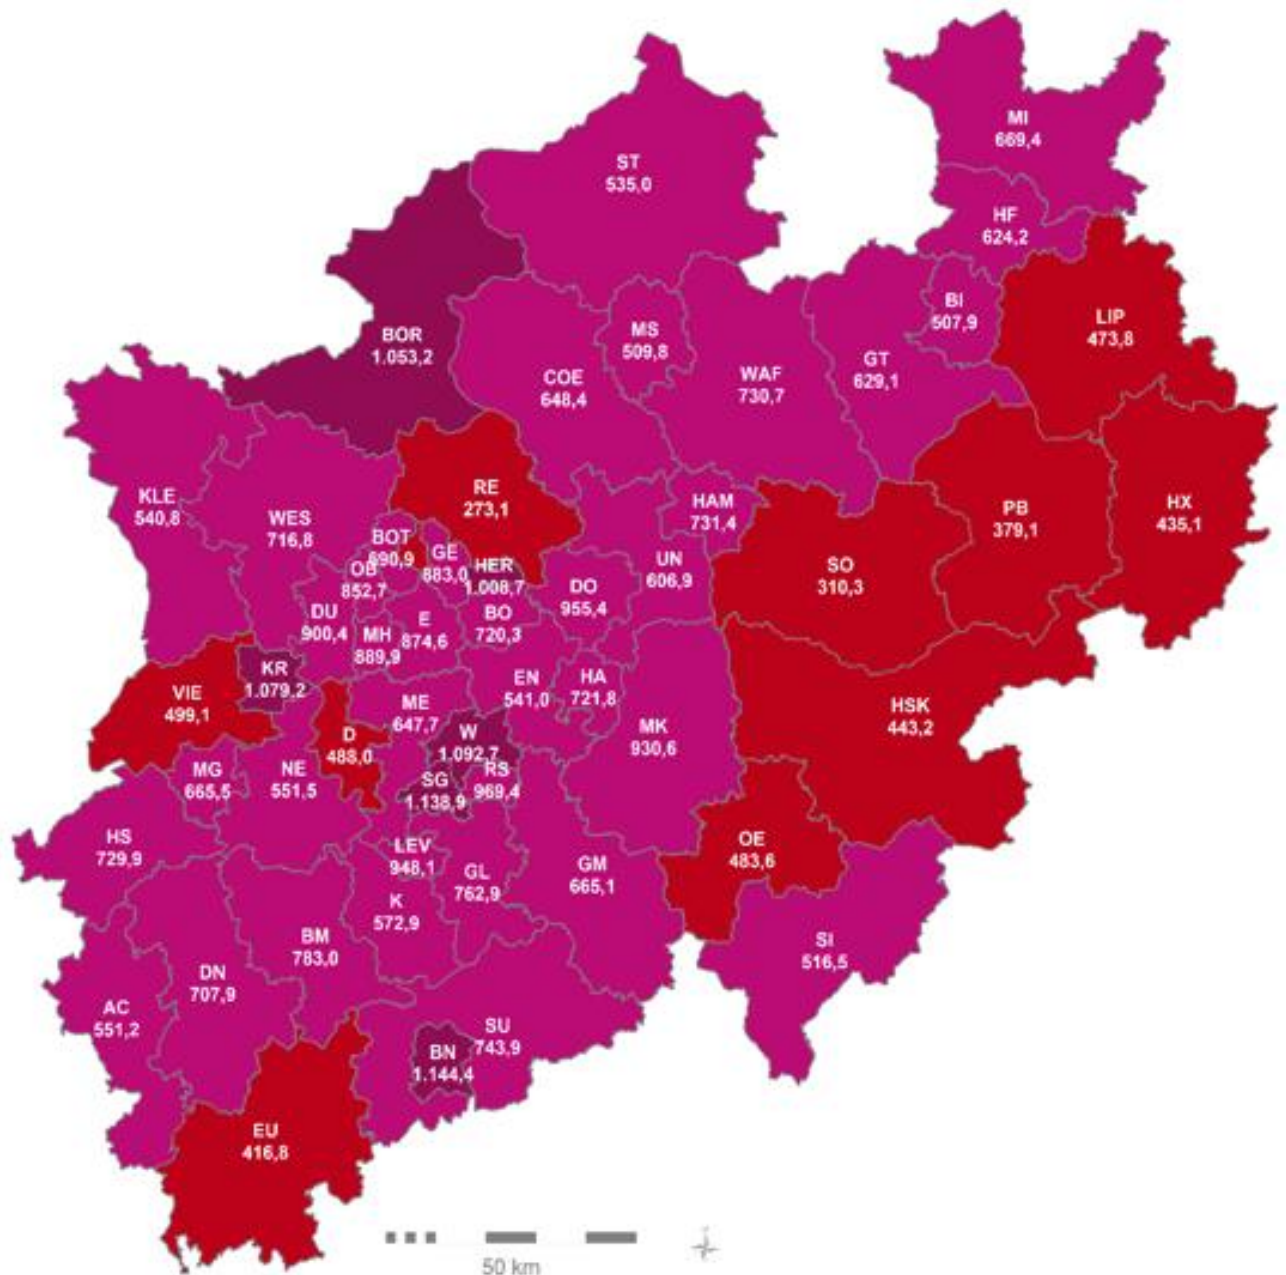 MI
669,4
ST
535,0
HF
624,2
BI
507,9
LIP
473,8
BOR
1.053,2
MS
509,8
GT
629,1
COE
648,4
WAF
730,7
KLE
540,8
WES
716,8
RE
273,1
HAM
731,4
PB
379,1
HX
435,1
BOT
690,9
GE
883,0
HER
1.008,7
UN
606,9
SO
310,3
OB
852,7
DO
955,4
DU
900,4
MH
889,9
E
874,6
BO
720,3
KR
1.079,2
VIE
499,1
EN
541,0
HA
721,8
ME
647,7
HSK
443,2
D
488,0
W
1.092,7
MK
930,6
MG
665,5
NE
551,5
SG
1.138,9
RS
969,4
HS
729,9
LEV
948,1
GL
762,9
GM
665,1
OE
483,6
K
572,9
BM
783,0
SI
516,5
DN
707,9
AC
551,2
SU
743,9
BN
1.144,4
EU
416,8
50 km